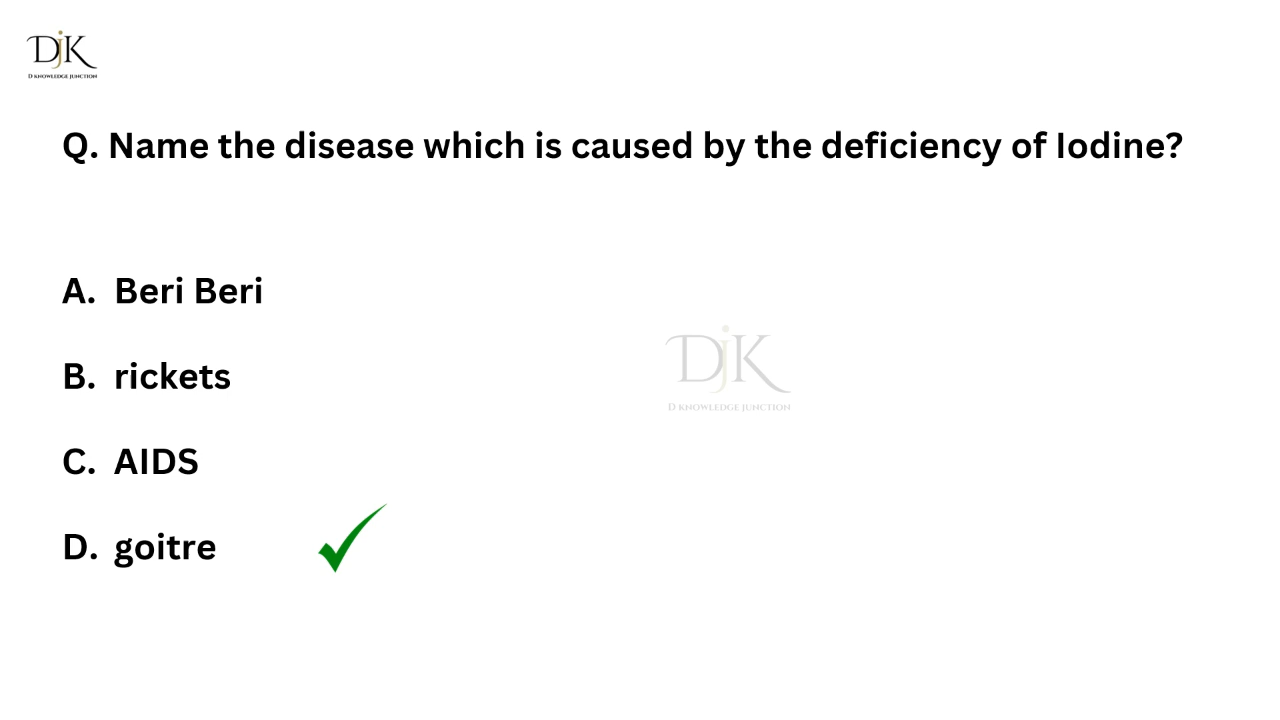 DjK
D KNOWLEDGE JUNCTION
Q. Name the disease which is caused by the deficiency of Iodine?
A. Beri Beri
B. rickets
DjK
D KNOWLEDGE JUNCTION
C. AIDS
D. goitre